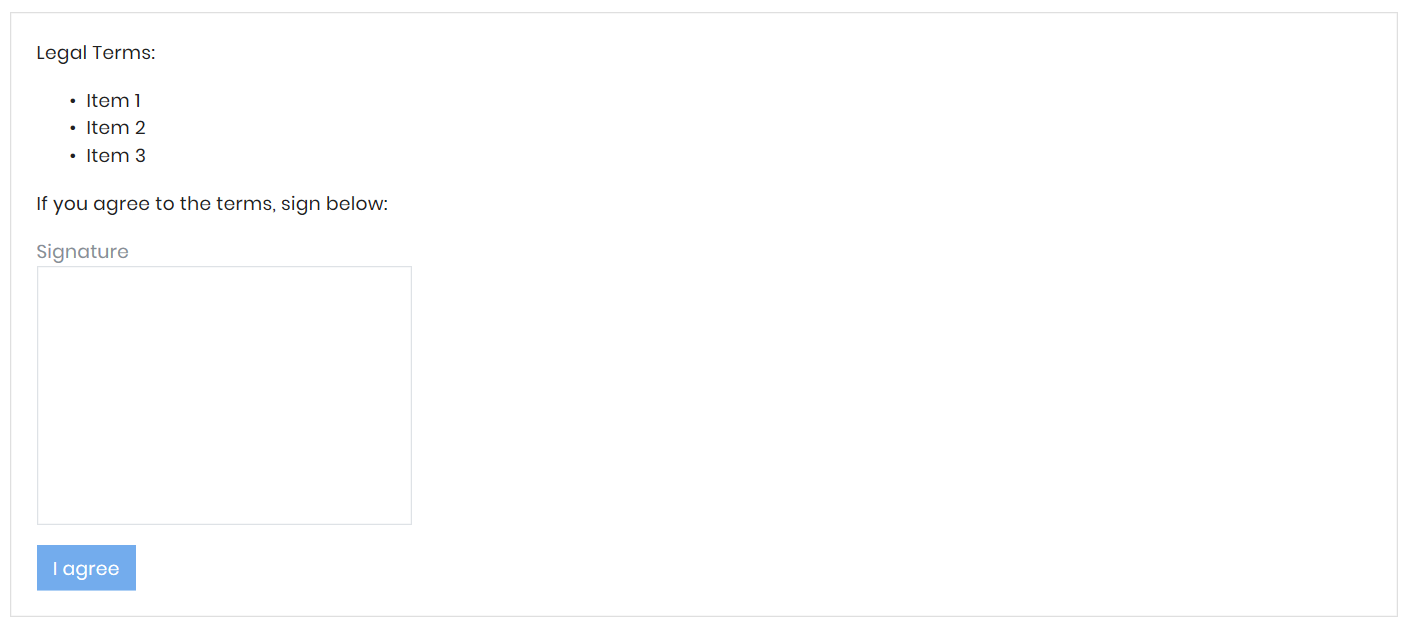 Legal Terms:
• Item 1
• Item 2
• Item 3
If you agree to the terms, sign below:
Signature
I agree